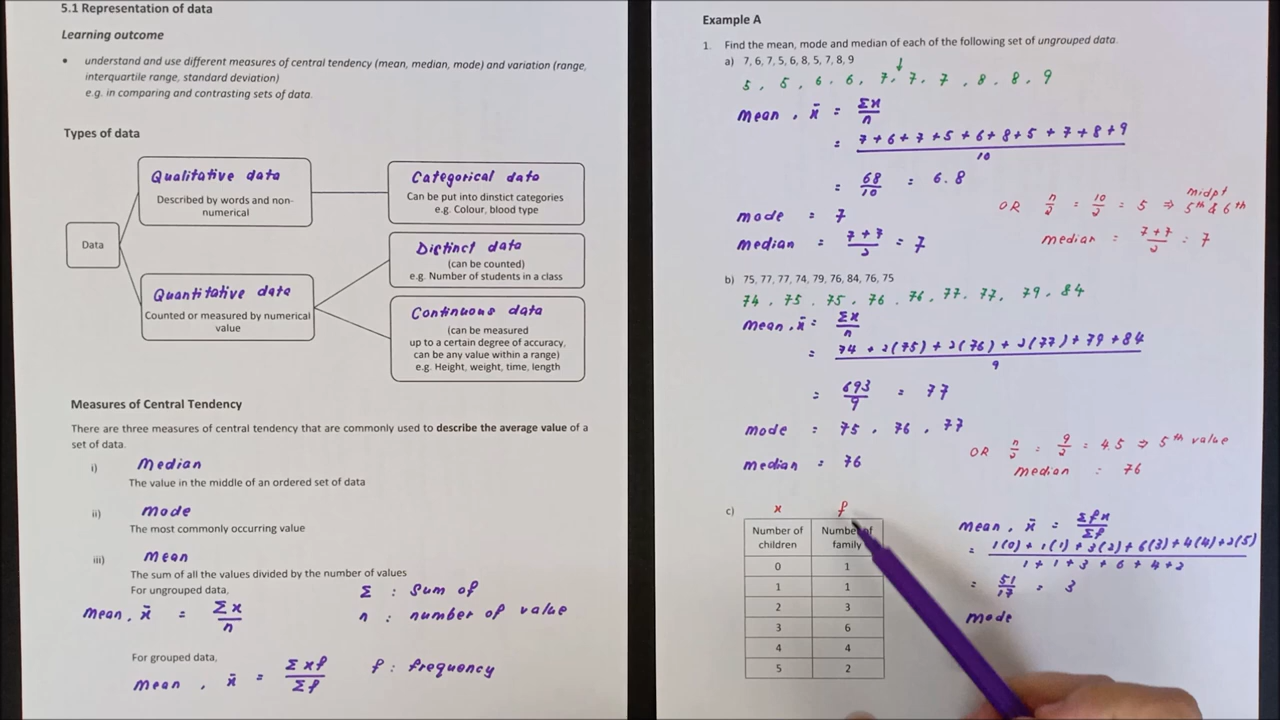 5.1 Representation of data
Learning outcome
• understand and use different measures of central tendency (mean, median, mode) and variation (range,
interquartile range, standard deviation)
e.g. in comparing and contrasting sets of data.
Types of data
Data
Qualitative data
Described by words and non-
numerical
Quantitative data
Counted or measured by numerical
value
Categorical data
Can be put into dinstict categories
e.g. Colour, blood type
Distinct data
(can be counted)
e.g. Number of students in a class
Continuous data
(can be measured
up to a certain degree of accuracy,
can be any value within a range)
e.g. Height, weight, time, length
Measures of Central Tendency
There are three measures of central tendency that are commonly used to describe the average value of a
set of data.
i) Median
The value in the middle of an ordered set of data
ii) mode
The most commonly occurring value
iii) mean
The sum of all the values divided by the number of values
For ungrouped data,
mean, x̄ = Σx/n
Σ : Sum of
n : number of value
For grouped data,
mean, x̄ = Σxf/Σf
f : frequency
Example A
1. Find the mean, mode and median of each of the following set of ungrouped data.
a) 7, 6, 7, 5, 6, 8, 5, 7, 8, 9
5, 5, 6, 6, 7, 7, 7, 8, 8, 9
mean, x̄ = Σx/n
= 7+6+7+5+6+8+5+7+8+9
10
= 68/10 = 6.8
mode = 7
median = 7+7/2 = 7
OR n/2 = 10/2 = 5 ⇒ midpt 5th & 6th
median = 7+7/2 = 7
b) 75, 77, 77, 74, 79, 76, 84, 76, 75
74, 75, 75, 76, 76, 77, 77, 79, 84
mean, x̄ = Σx/n
= 74 + 2(75) + 2(76) + 2(77) + 79 + 84
9
= 693/9 = 77
mode = 75, 76, 77
median = 76
OR n/2 = 9/2 = 4.5 ⇒ 5th value
median = 76
c) x f
Number of children Number of family
0 1
1 1
2 3
3 6
4 4
5 2
mean, x̄ = Σfx/Σf
= 1(0) + 1(1) + 3(2) + 6(3) + 4(4) + 2(5)
1 + 1 + 3 + 6 + 4 + 2
= 51/17 = 3
mode